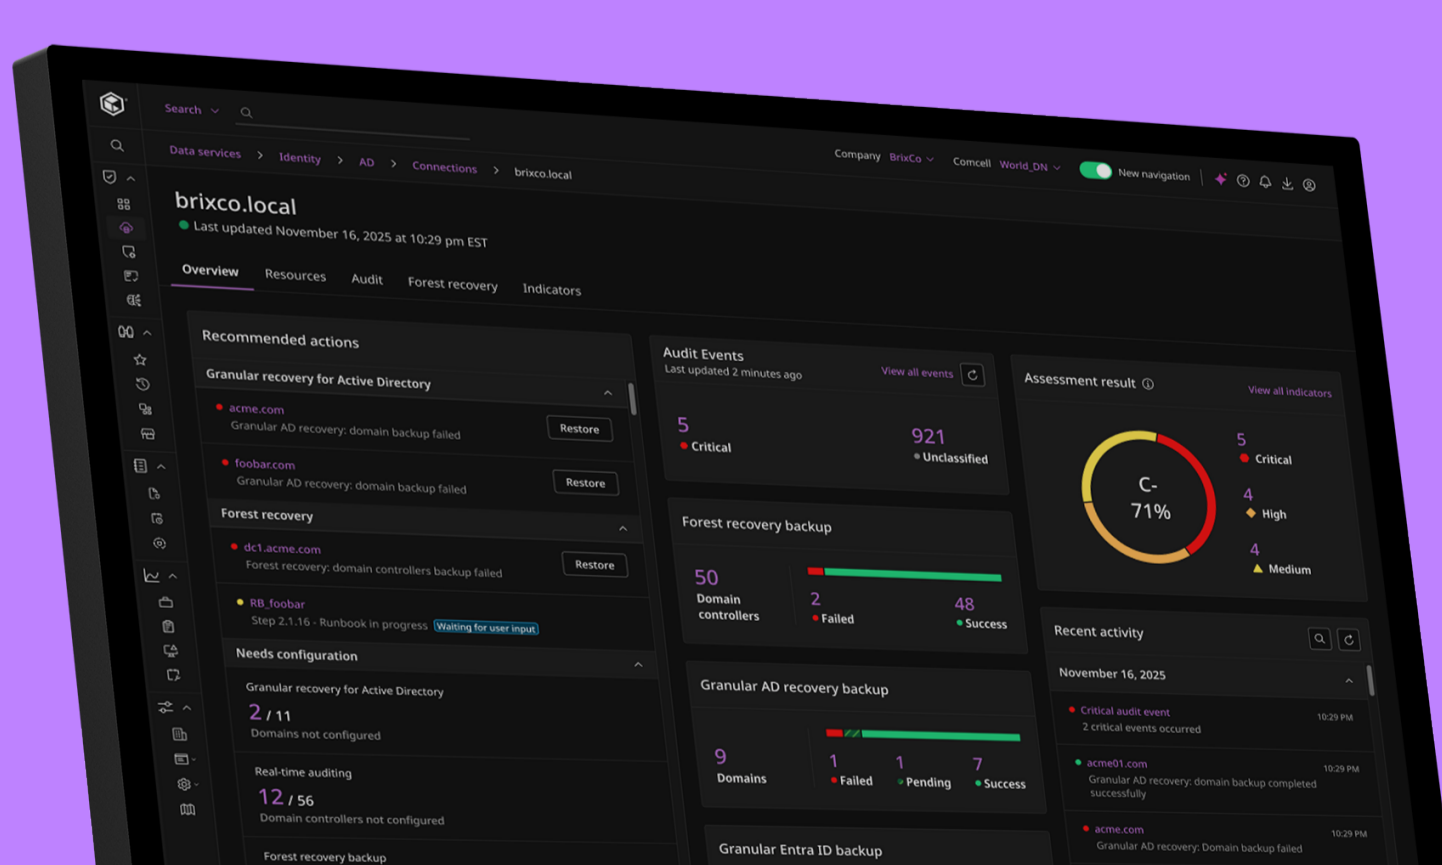 Search
Data services > Identity > AD > Connections > brixco.local
Company BrixCo Comcell World_DN New navigation
brixco.local
Last updated November 16, 2025 at 10:29 pm EST
Overview Resources Audit Forest recovery Indicators
Recommended actions
Granular recovery for Active Directory
acme.com
Granular AD recovery: domain backup failed
Restore
foobar.com
Granular AD recovery: domain backup failed
Restore
Forest recovery
dc1.acme.com
Forest recovery: domain controllers backup failed
Restore
RB_foobar
Step 2.1.16 - Runbook in progress Waiting for user input
Needs configuration
Granular recovery for Active Directory
2 / 11
Domains not configured
Real-time auditing
12 / 56
Domain controllers not configured
Forest recovery backup
Audit Events
Last updated 2 minutes ago
View all events
5
Critical
921
Unclassified
Forest recovery backup
50
Domain
controllers
2
Failed
48
Success
Granular AD recovery backup
9
Domains
1
Failed
1
Pending
7
Success
Granular Entra ID backup
Assessment result
View all indicators
C-
71%
5
Critical
4
High
4
Medium
Recent activity
November 16, 2025
Critical audit event
2 critical events occurred
10:29 PM
acme01.com
Granular AD recovery: domain backup completed
successfully
10:29 PM
acme.com
Granular AD recovery: Domain backup failed
10:29 PM